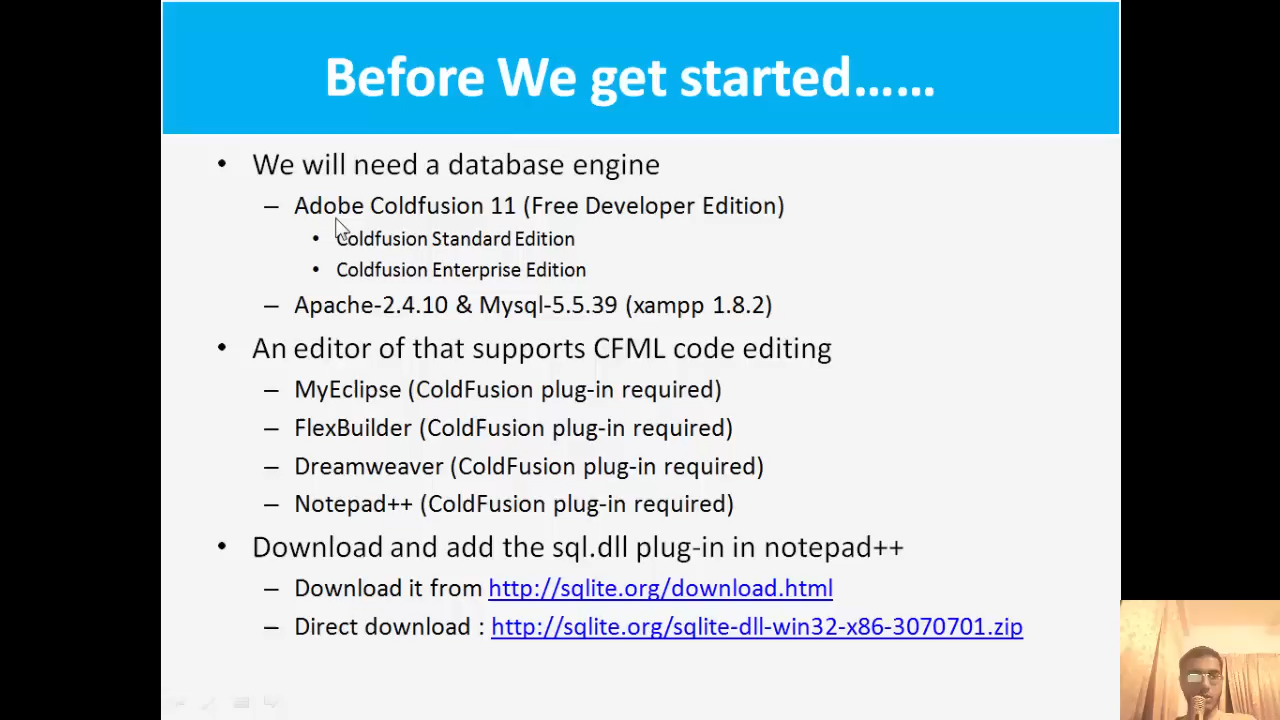 Before We get started......
• We will need a database engine
– Adobe Coldfusion 11 (Free Developer Edition)
• Coldfusion Standard Edition
• Coldfusion Enterprise Edition
– Apache-2.4.10 & Mysql-5.5.39 (xampp 1.8.2)
• An editor of that supports CFML code editing
– MyEclipse (ColdFusion plug-in required)
– FlexBuilder (ColdFusion plug-in required)
– Dreamweaver (ColdFusion plug-in required)
– Notepad++ (ColdFusion plug-in required)
• Download and add the sql.dll plug-in in notepad++
– Download it from http://sqlite.org/download.html
– Direct download : http://sqlite.org/sqlite-dll-win32-x86-3070701.zip